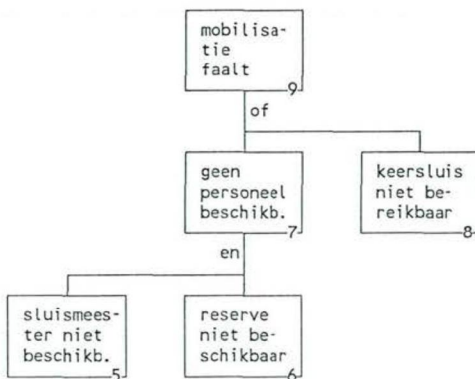 mobilisa-
tie
faalt
9
of
geen
personeel
beschikb.
7
keersluis
niet be-
reikbaar
8
en
sluismees-
ter niet
beschikb.
5
reserve
niet be-
schikbaar
6